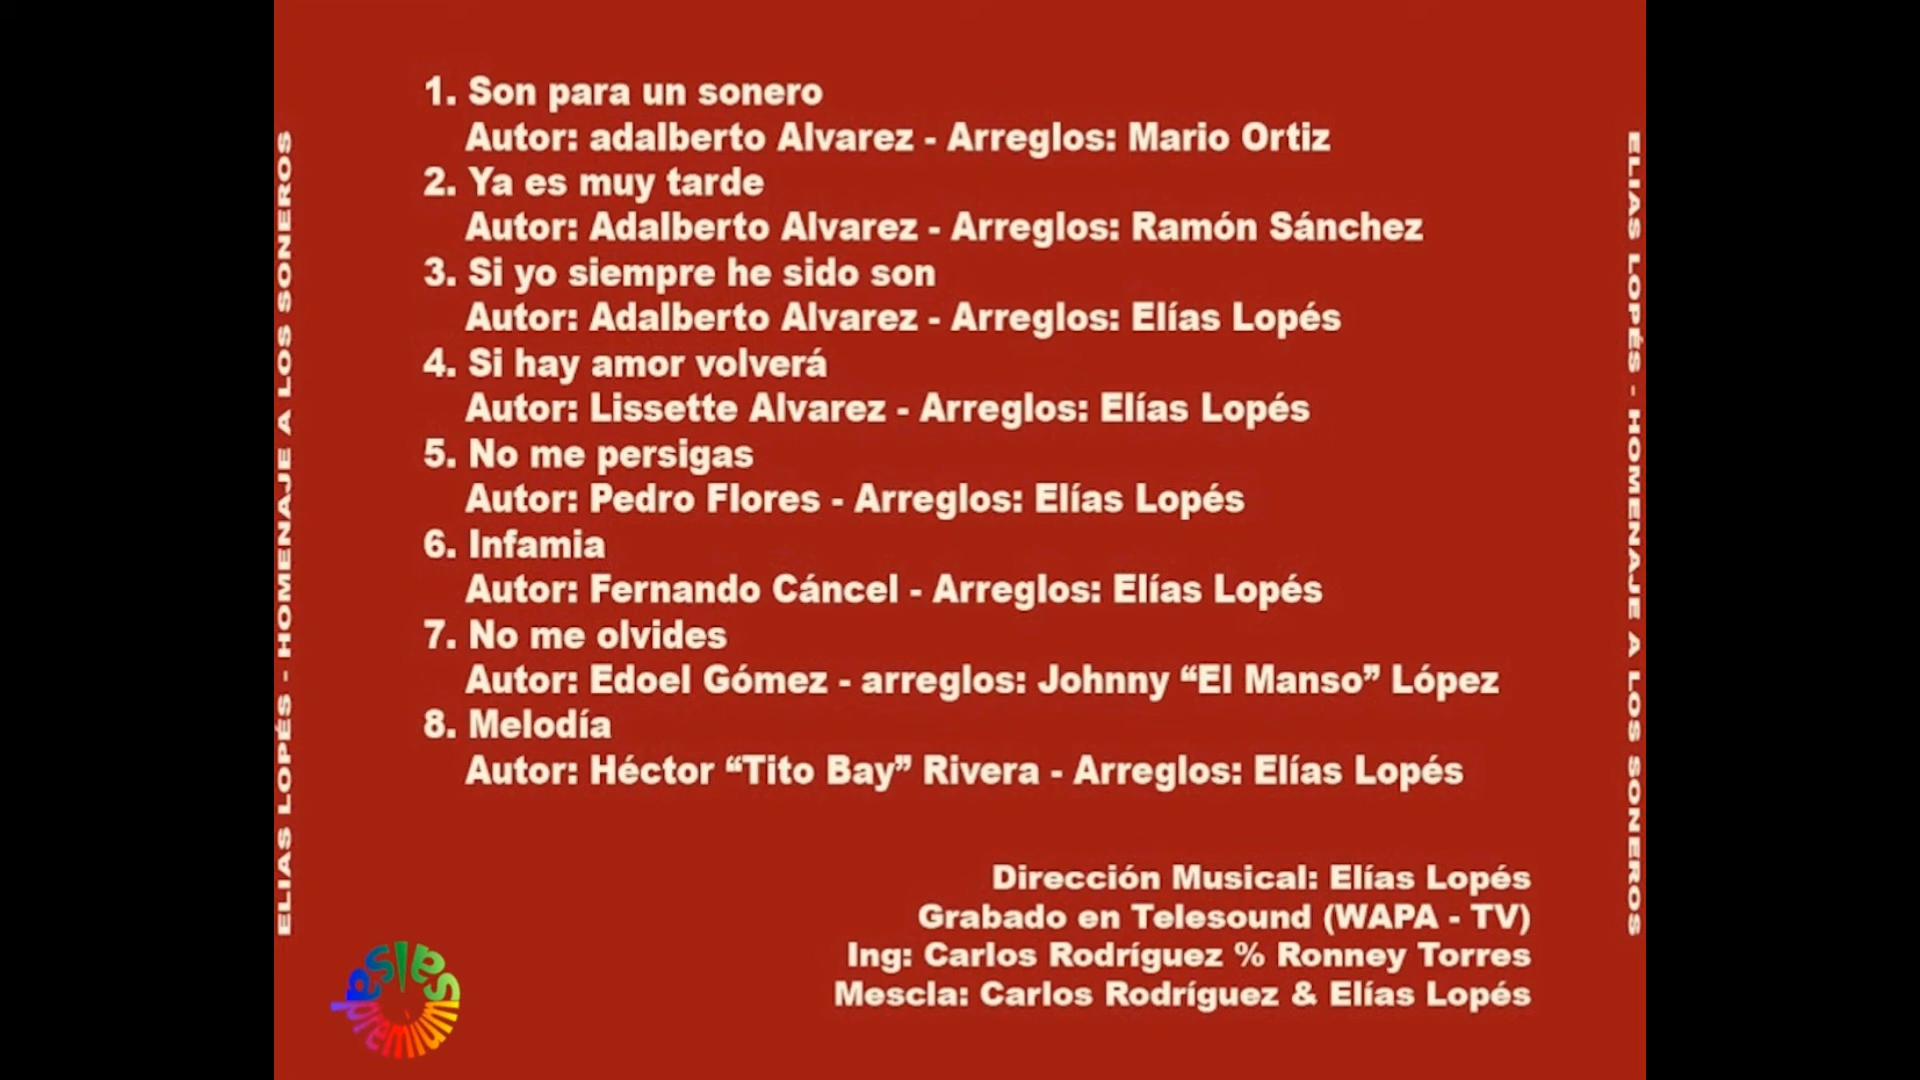 1. Son para un sonero
Autor: adalberto Alvarez - Arreglos: Mario Ortiz
2. Ya es muy tarde
Autor: Adalberto Alvarez - Arreglos: Ramón Sánchez
3. Si yo siempre he sido son
Autor: Adalberto Alvarez - Arreglos: Elías Lopés
4. Si hay amor volverá
Autor: Lissette Alvarez - Arreglos: Elías Lopés
5. No me persigas
Autor: Pedro Flores - Arreglos: Elías Lopés
6. Infamia
Autor: Fernando Cáncel - Arreglos: Elías Lopés
7. No me olvides
Autor: Edoel Gómez - arreglos: Johnny “El Manso” López
8. Melodía
Autor: Héctor “Tito Bay” Rivera - Arreglos: Elías Lopés
Dirección Musical: Elías Lopés
Grabado en Telesound (WAPA - TV)
Ing: Carlos Rodríguez % Ronney Torres
Mescla: Carlos Rodríguez & Elías Lopés
ELIAS LOPÉS - HOMENAJE A LOS SONEROS
ELIAS LOPÉS - HOMENAJE A LOS SONEROS
lasalsa premium